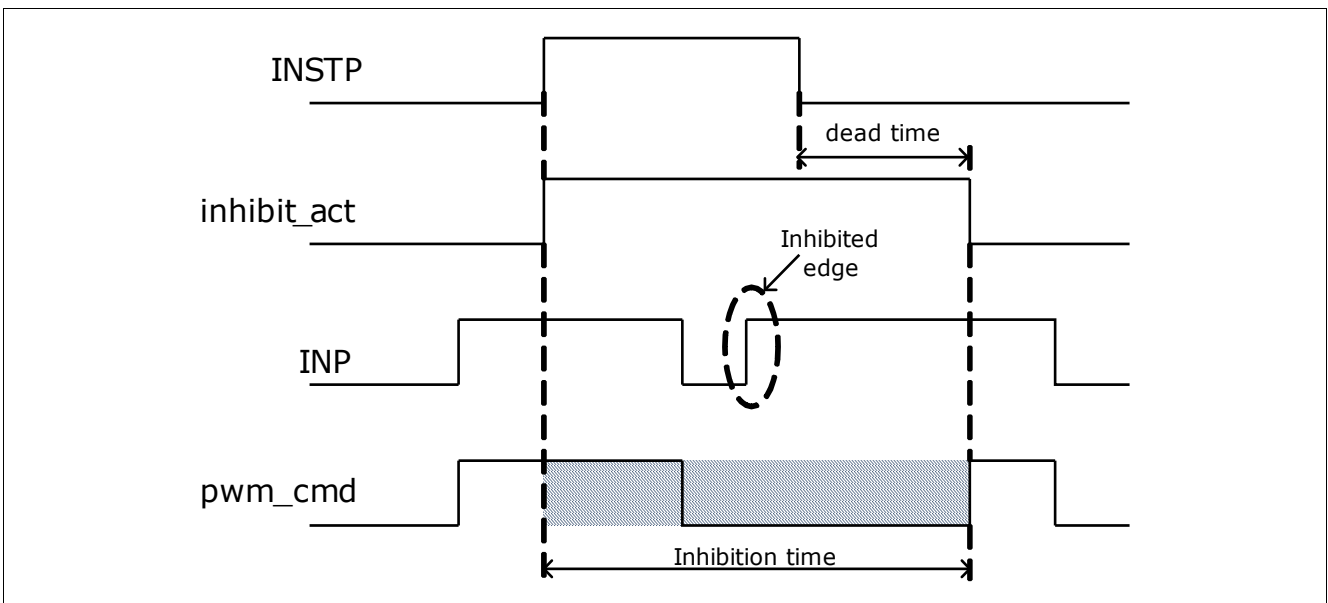 INSTP
dead time
inhibit_act
Inhibited
edge
INP
pwm_cmd
Inhibition time